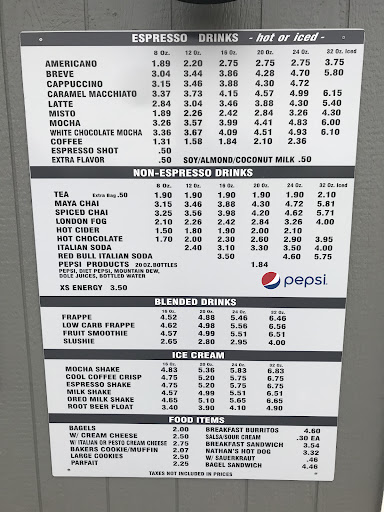 ESPRESSO DRINKS - hot or iced -
8 Oz. 12 Oz. 16 Oz. 20 Oz. 24 Oz. 32 Oz. Iced
AMERICANO 1.89 2.20 2.75 2.75 2.75 3.75
BREVE 3.04 3.44 3.86 4.28 4.70 5.80
CAPPUCCINO 3.15 3.46 3.88 4.30 4.72
CARAMEL MACCHIATO 3.37 3.73 4.15 4.57 4.99 6.15
LATTE 2.84 3.04 3.46 3.88 4.30 5.40
MISTO 1.89 2.26 2.42 2.84 3.26 4.30
MOCHA 3.26 3.57 3.99 4.41 4.83 6.00
WHITE CHOCOLATE MOCHA 3.36 3.67 4.09 4.51 4.93 6.10
COFFEE 1.31 1.58 1.84 2.10 2.36
ESPRESSO SHOT .50
EXTRA FLAVOR .50 SOY/ALMOND/COCONUT MILK .50
NON-ESPRESSO DRINKS
8 Oz. 12 Oz. 16 Oz. 20 Oz. 24 Oz. 32 Oz. Iced
TEA Extra Bag .50 1.90 1.90 1.90 1.90 1.90 2.10
MAYA CHAI 3.15 3.46 3.88 4.30 4.72 5.81
SPICED CHAI 3.25 3.56 3.98 4.20 4.62 5.71
LONDON FOG 2.10 2.26 2.42 2.84 3.26 4.00
HOT CIDER 1.50 1.80 1.90 2.00 2.10
HOT CHOCOLATE 1.70 2.00 2.30 2.60 2.90 3.95
ITALIAN SODA 2.40 3.10 3.30 3.50 4.00
RED BULL ITALIAN SODA 3.50 4.60 5.75
PEPSI PRODUCTS 20 OZ. BOTTLES 1.84
PEPSI, DIET PEPSI, MOUNTAIN DEW,
DOLE JUICES, BOTTLED WATER
pepsi
XS ENERGY 3.50
BLENDED DRINKS
16 Oz. 20 Oz. 24 Oz. 32 Oz.
FRAPPE 4.52 4.88 5.46 6.46
LOW CARB FRAPPE 4.62 4.98 5.56 6.56
FRUIT SMOOTHIE 4.57 4.99 5.51 6.51
SLUSHIE 2.65 2.80 2.95 4.00
ICE CREAM
16 Oz. 20 Oz. 24 Oz. 32 Oz.
MOCHA SHAKE 4.83 5.36 5.83 6.83
COOL COFFEE CRISP 4.75 5.20 5.75 6.75
ESPRESSO SHAKE 4.75 5.20 5.75 6.75
MILK SHAKE 4.57 4.99 5.51 6.51
OREO MILK SHAKE 4.65 5.10 5.65 6.65
ROOT BEER FLOAT 3.40 3.90 4.10 4.90
FOOD ITEMS
BAGELS 2.00 BREAKFAST BURRITOS 4.60
W/ CREAM CHEESE 2.50 SALSA/SOUR CREAM .30 EA
W/ ITALIAN OR PESTO CREAM CHEESE 2.75 BREAKFAST SANDWICH 3.54
BAKERS COOKIE/MUFFIN 2.07 NATHAN'S HOT DOG 3.32
LARGE COOKIES 2.50 W/ SAUERKRAUT .46
PARFAIT 2.25 BAGEL SANDWICH 4.46
TAXES NOT INCLUDED IN PRICES